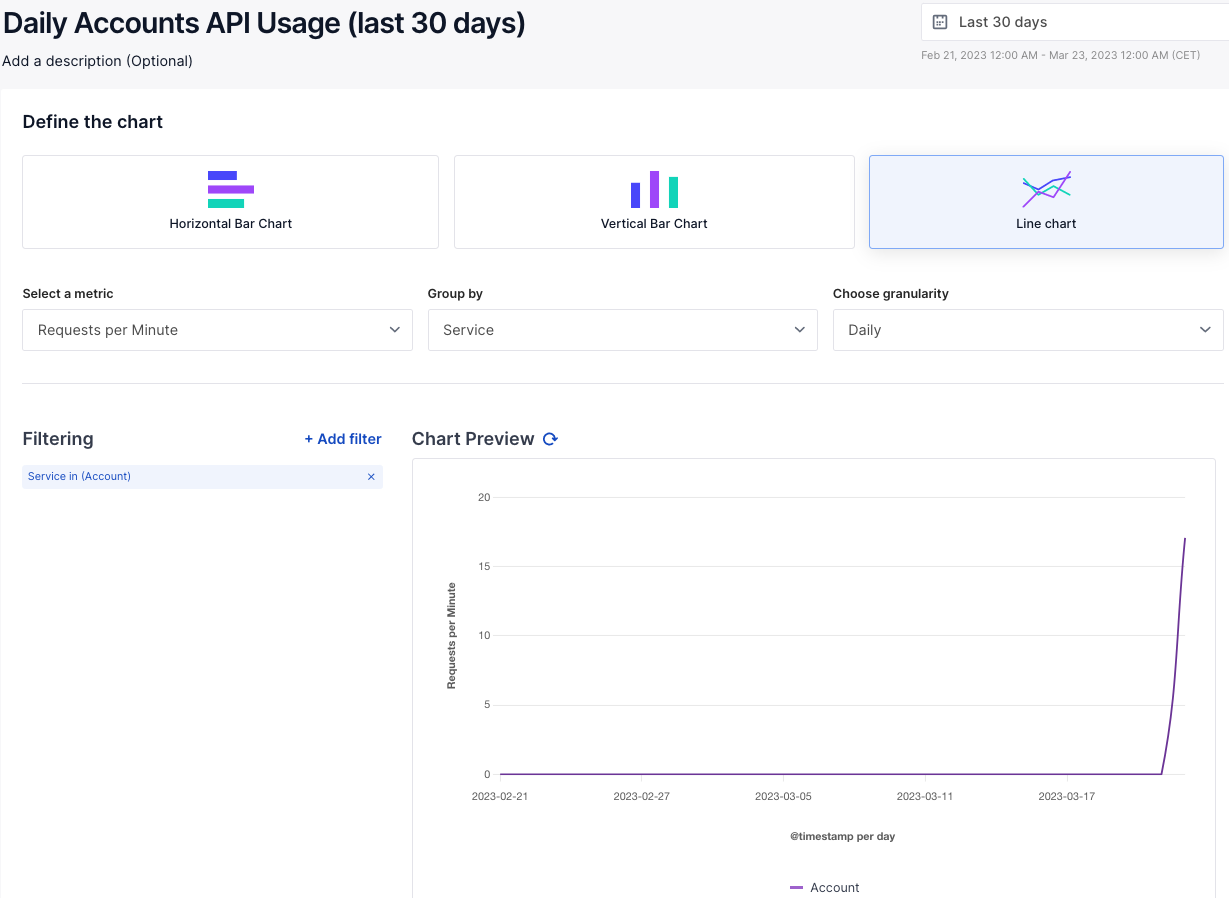 Daily Accounts API Usage (last 30 days)
Last 30 days
Add a description (Optional)
Feb 21, 2023 12:00 AM - Mar 23, 2023 12:00 AM (CET)
Define the chart
Horizontal Bar Chart
Vertical Bar Chart
Line chart
Select a metric
Group by
Choose granularity
Requests per Minute
Service
Daily
Filtering
+ Add filter
Chart Preview
Service in (Account)
20
15
10
5
0
Requests per Minute
2023-02-21
2023-02-27
2023-03-05
2023-03-11
2023-03-17
@timestamp per day
Account